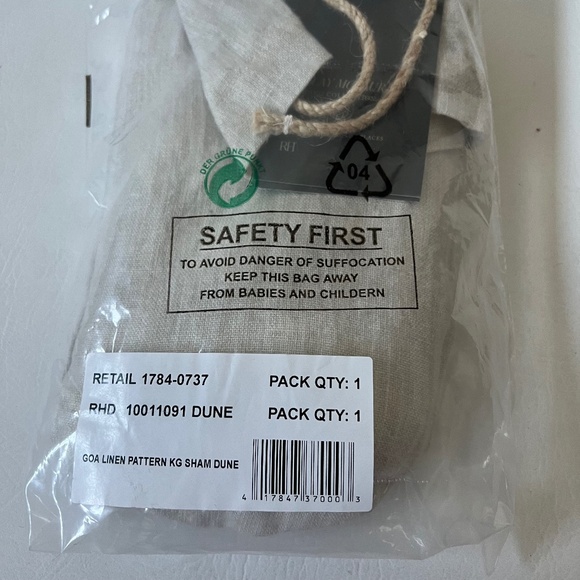 RH
04
DER GRÜNE PUNKT
SAFETY FIRST
TO AVOID DANGER OF SUFFOCATION
KEEP THIS BAG AWAY
FROM BABIES AND CHILDERN
RETAIL 1784-0737 PACK QTY: 1
RHD 10011091 DUNE PACK QTY: 1
GOA LINEN PATTERN KG SHAM DUNE
4 17847 37000 3